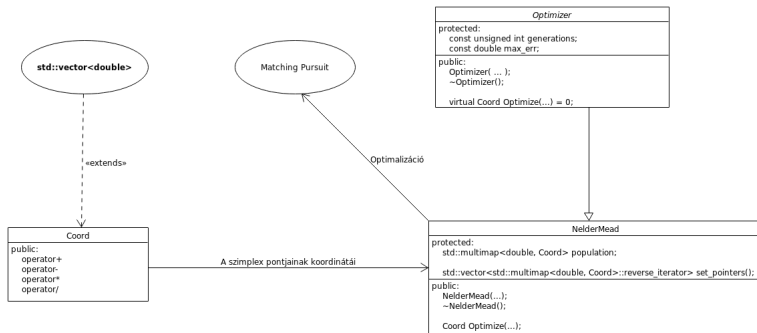 Optimizer
protected:
const unsigned int generations;
const double max_err;
public:
Optimizer( ... );
~Optimizer();
virtual Coord Optimize(...) = 0;
std::vector<double>
Matching Pursuit
«extends»
Optimalizáció
Coord
public:
operator+
operator-
operator*
operator/
A szimplex pontjainak koordinátái
NelderMead
protected:
std::multimap<double, Coord> population;
std::vector<std::multimap<double, Coord>::reverse_iterator> set_pointers();
public:
NelderMead(...);
~NelderMead();
Coord Optimize(...);